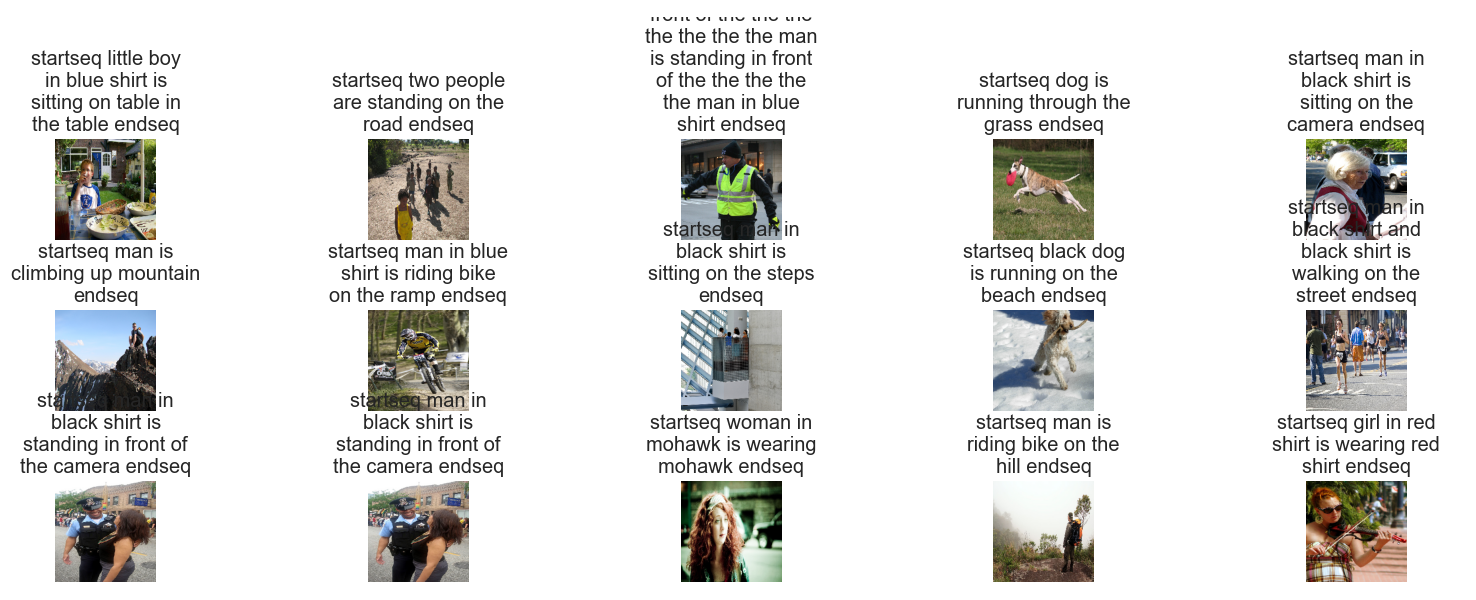 startseq little boy
in blue shirt is
sitting on table in
the table endseq
startseq two people
are standing on the
road endseq
front of the the the
the the the the man
is standing in front
of the the the the
the man in blue
shirt endseq
startseq dog is
running through the
grass endseq
startseq man in
black shirt is
sitting on the
camera endseq
startseq man is
climbing up mountain
endseq
startseq man in blue
shirt is riding bike
on the ramp endseq
startseq man in
black shirt is
sitting on the steps
endseq
startseq black dog
is running on the
beach endseq
startseq man in
black shirt and
black shirt is
walking on the
street endseq
startseq man in
black shirt is
standing in front of
the camera endseq
startseq man in
black shirt is
standing in front of
the camera endseq
startseq woman in
mohawk is wearing
mohawk endseq
startseq man is
riding bike on the
hill endseq
startseq girl in red
shirt is wearing red
shirt endseq